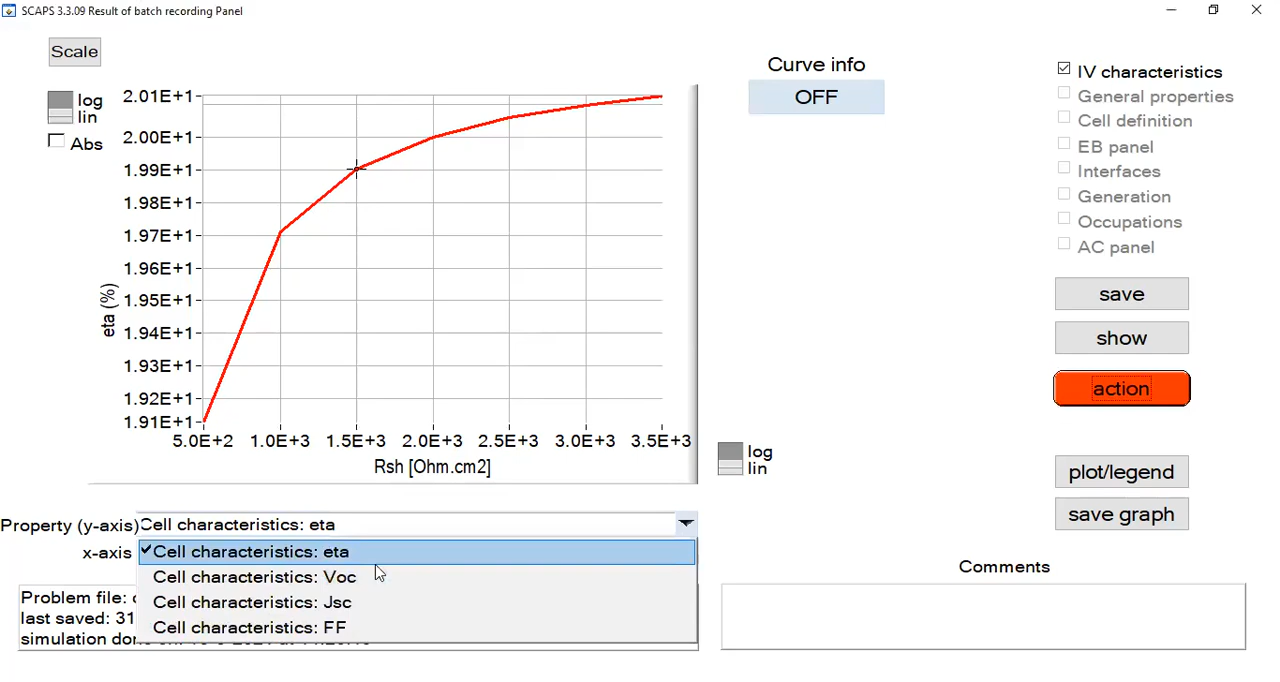 SCAPS 3.3.09 Result of batch recording Panel
Scale
log
lin
Abs
2.01E+1
2.00E+1
1.99E+1
1.98E+1
1.97E+1
1.96E+1
1.95E+1
1.94E+1
1.93E+1
1.92E+1
1.91E+1
eta (%)
5.0E+2 1.0E+3 1.5E+3 2.0E+3 2.5E+3 3.0E+3 3.5E+3
Rsh [Ohm.cm2]
log
lin
Curve info
OFF
IV characteristics
General properties
Cell definition
EB panel
Interfaces
Generation
Occupations
AC panel
save
show
action
plot/legend
save graph
Property (y-axis) Cell characteristics: eta
x-axis
Cell characteristics: eta
Cell characteristics: Voc
Cell characteristics: Jsc
Cell characteristics: FF
Problem file:
last saved: 31
simulation
Comments